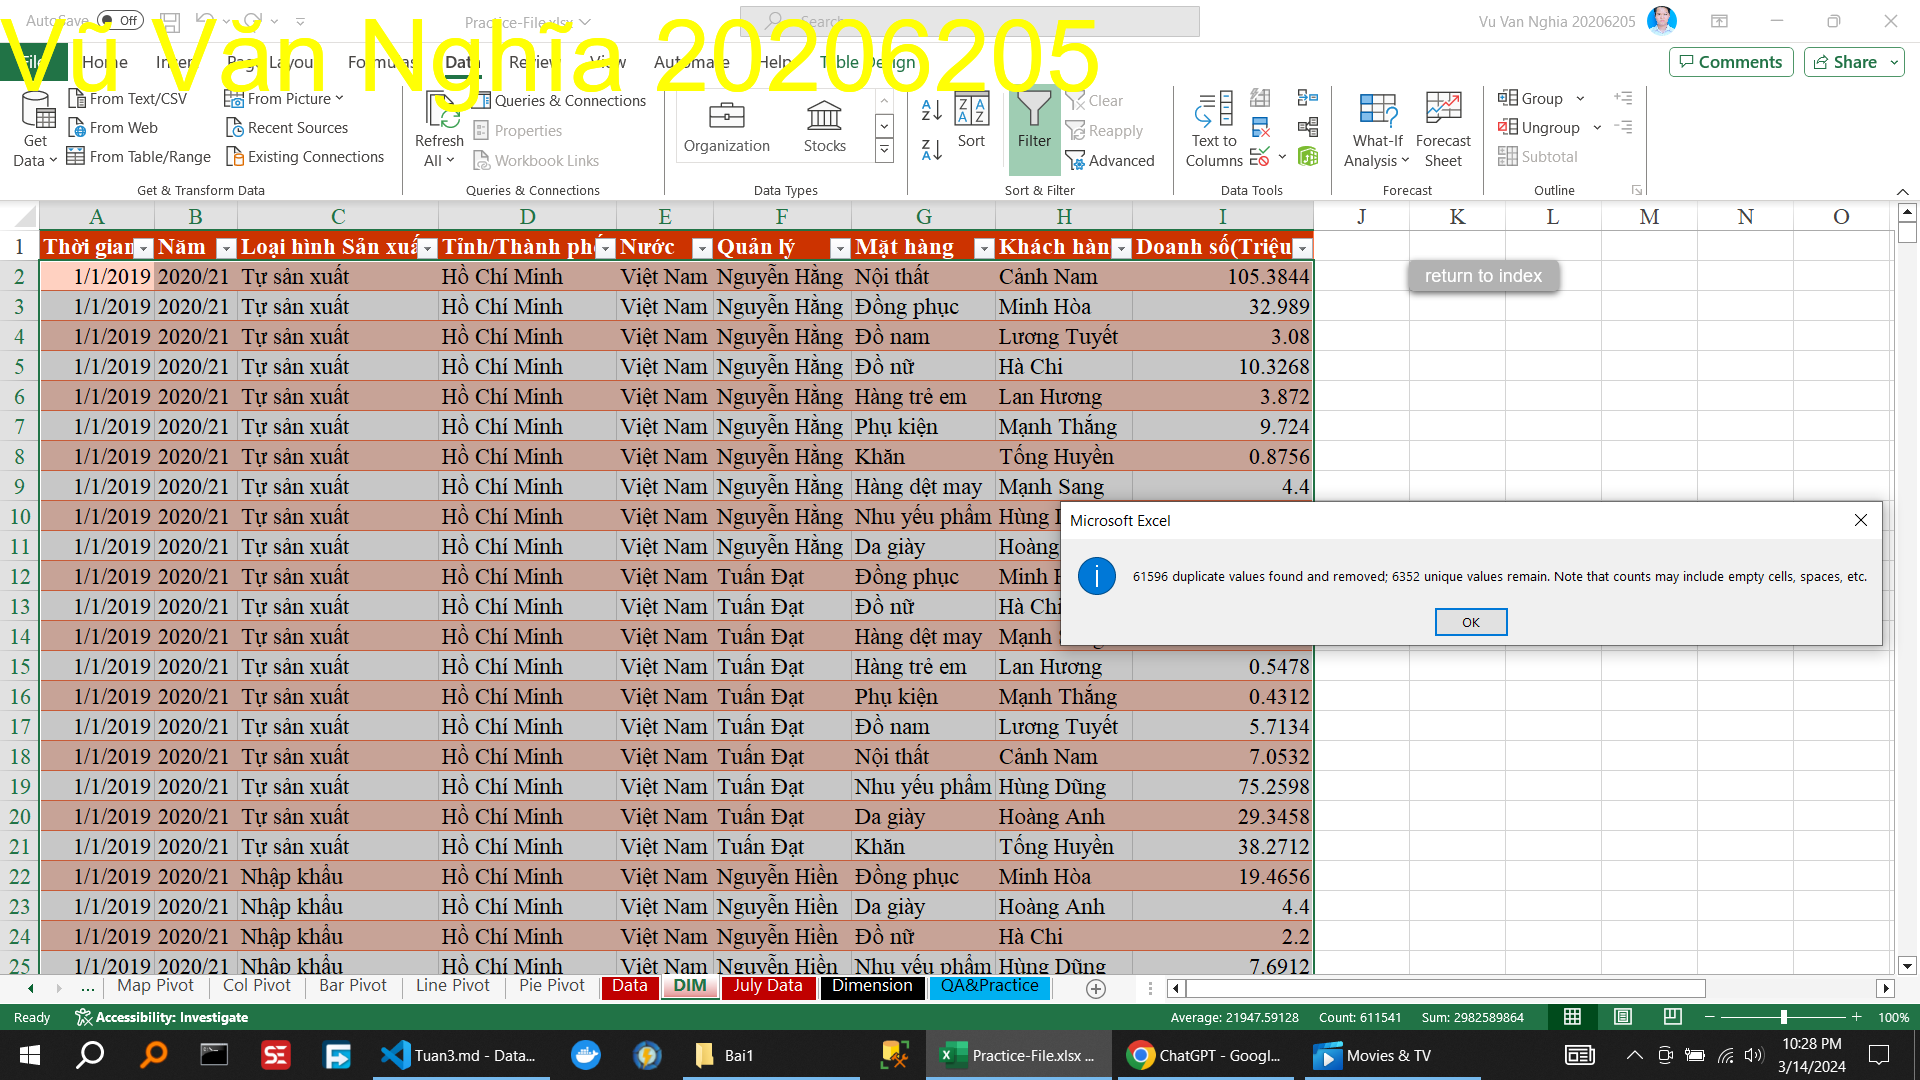 AutoSave Off Practice-File.xlsx Search Vu Van Nghia 20206205
Vũ Văn Nghĩa 20206205
File Home Insert Page Layout Formulas Data Review View Automate Help Table Design Comments Share
Get Data From Text/CSV From Web From Table/Range From Picture Recent Sources Existing Connections
Get & Transform Data
Refresh All Queries & Connections Properties Workbook Links
Queries & Connections
Organization Stocks
Data Types
Sort Filter Clear Reapply Advanced
Sort & Filter
Text to Columns
Data Tools
What-If Analysis Forecast Sheet
Forecast
Group Ungroup Subtotal
Outline
A B C D E F G H I J K L M N O
1 Thời gian Năm Loại hình Sản xuấ Tỉnh/Thành phố Nước Quản lý Mặt hàng Khách hàn Doanh số(Triệu
2 1/1/2019 2020/21 Tự sản xuất Hồ Chí Minh Việt Nam Nguyễn Hằng Nội thất Cảnh Nam 105.3844
return to index
3 1/1/2019 2020/21 Tự sản xuất Hồ Chí Minh Việt Nam Nguyễn Hằng Đồng phục Minh Hòa 32.989
4 1/1/2019 2020/21 Tự sản xuất Hồ Chí Minh Việt Nam Nguyễn Hằng Đồ nam Lương Tuyết 3.08
5 1/1/2019 2020/21 Tự sản xuất Hồ Chí Minh Việt Nam Nguyễn Hằng Đồ nữ Hà Chi 10.3268
6 1/1/2019 2020/21 Tự sản xuất Hồ Chí Minh Việt Nam Nguyễn Hằng Hàng trẻ em Lan Hương 3.872
7 1/1/2019 2020/21 Tự sản xuất Hồ Chí Minh Việt Nam Nguyễn Hằng Phụ kiện Mạnh Thắng 9.724
8 1/1/2019 2020/21 Tự sản xuất Hồ Chí Minh Việt Nam Nguyễn Hằng Khăn Tống Huyền 0.8756
9 1/1/2019 2020/21 Tự sản xuất Hồ Chí Minh Việt Nam Nguyễn Hằng Hàng dệt may Mạnh Sang 4.4
10 1/1/2019 2020/21 Tự sản xuất Hồ Chí Minh Việt Nam Nguyễn Hằng Nhu yếu phẩm Hùng
11 1/1/2019 2020/21 Tự sản xuất Hồ Chí Minh Việt Nam Nguyễn Hằng Da giày Hoàng
12 1/1/2019 2020/21 Tự sản xuất Hồ Chí Minh Việt Nam Tuấn Đạt Đồng phục Minh
13 1/1/2019 2020/21 Tự sản xuất Hồ Chí Minh Việt Nam Tuấn Đạt Đồ nữ Hà Chi
14 1/1/2019 2020/21 Tự sản xuất Hồ Chí Minh Việt Nam Tuấn Đạt Hàng dệt may Mạnh
15 1/1/2019 2020/21 Tự sản xuất Hồ Chí Minh Việt Nam Tuấn Đạt Hàng trẻ em Lan Hương 0.5478
16 1/1/2019 2020/21 Tự sản xuất Hồ Chí Minh Việt Nam Tuấn Đạt Phụ kiện Mạnh Thắng 0.4312
17 1/1/2019 2020/21 Tự sản xuất Hồ Chí Minh Việt Nam Tuấn Đạt Đồ nam Lương Tuyết 5.7134
18 1/1/2019 2020/21 Tự sản xuất Hồ Chí Minh Việt Nam Tuấn Đạt Nội thất Cảnh Nam 7.0532
19 1/1/2019 2020/21 Tự sản xuất Hồ Chí Minh Việt Nam Tuấn Đạt Nhu yếu phẩm Hùng Dũng 75.2598
20 1/1/2019 2020/21 Tự sản xuất Hồ Chí Minh Việt Nam Tuấn Đạt Da giày Hoàng Anh 29.3458
21 1/1/2019 2020/21 Tự sản xuất Hồ Chí Minh Việt Nam Tuấn Đạt Khăn Tống Huyền 38.2712
22 1/1/2019 2020/21 Nhập khẩu Hồ Chí Minh Việt Nam Nguyễn Hiền Đồng phục Minh Hòa 19.4656
23 1/1/2019 2020/21 Nhập khẩu Hồ Chí Minh Việt Nam Nguyễn Hiền Da giày Hoàng Anh 4.4
24 1/1/2019 2020/21 Nhập khẩu Hồ Chí Minh Việt Nam Nguyễn Hiền Đồ nữ Hà Chi 2.2
25 1/1/2019 2020/21 Nhập khẩu Hồ Chí Minh Việt Nam Nguyễn Hiền Nhu yếu phẩm Hùng Dũng 7.6912
Microsoft Excel
61596 duplicate values found and removed; 6352 unique values remain. Note that counts may include empty cells, spaces, etc.
OK
... Map Pivot Col Pivot Bar Pivot Line Pivot Pie Pivot Data DIM July Data Dimension QA&Practice
Ready Accessibility: Investigate Average: 21947.59128 Count: 611541 Sum: 2982589864 100%
Tuan3.md - Data... Bai1 Practice-File.xlsx ... ChatGPT - Googl... Movies & TV 10:28 PM
3/14/2024